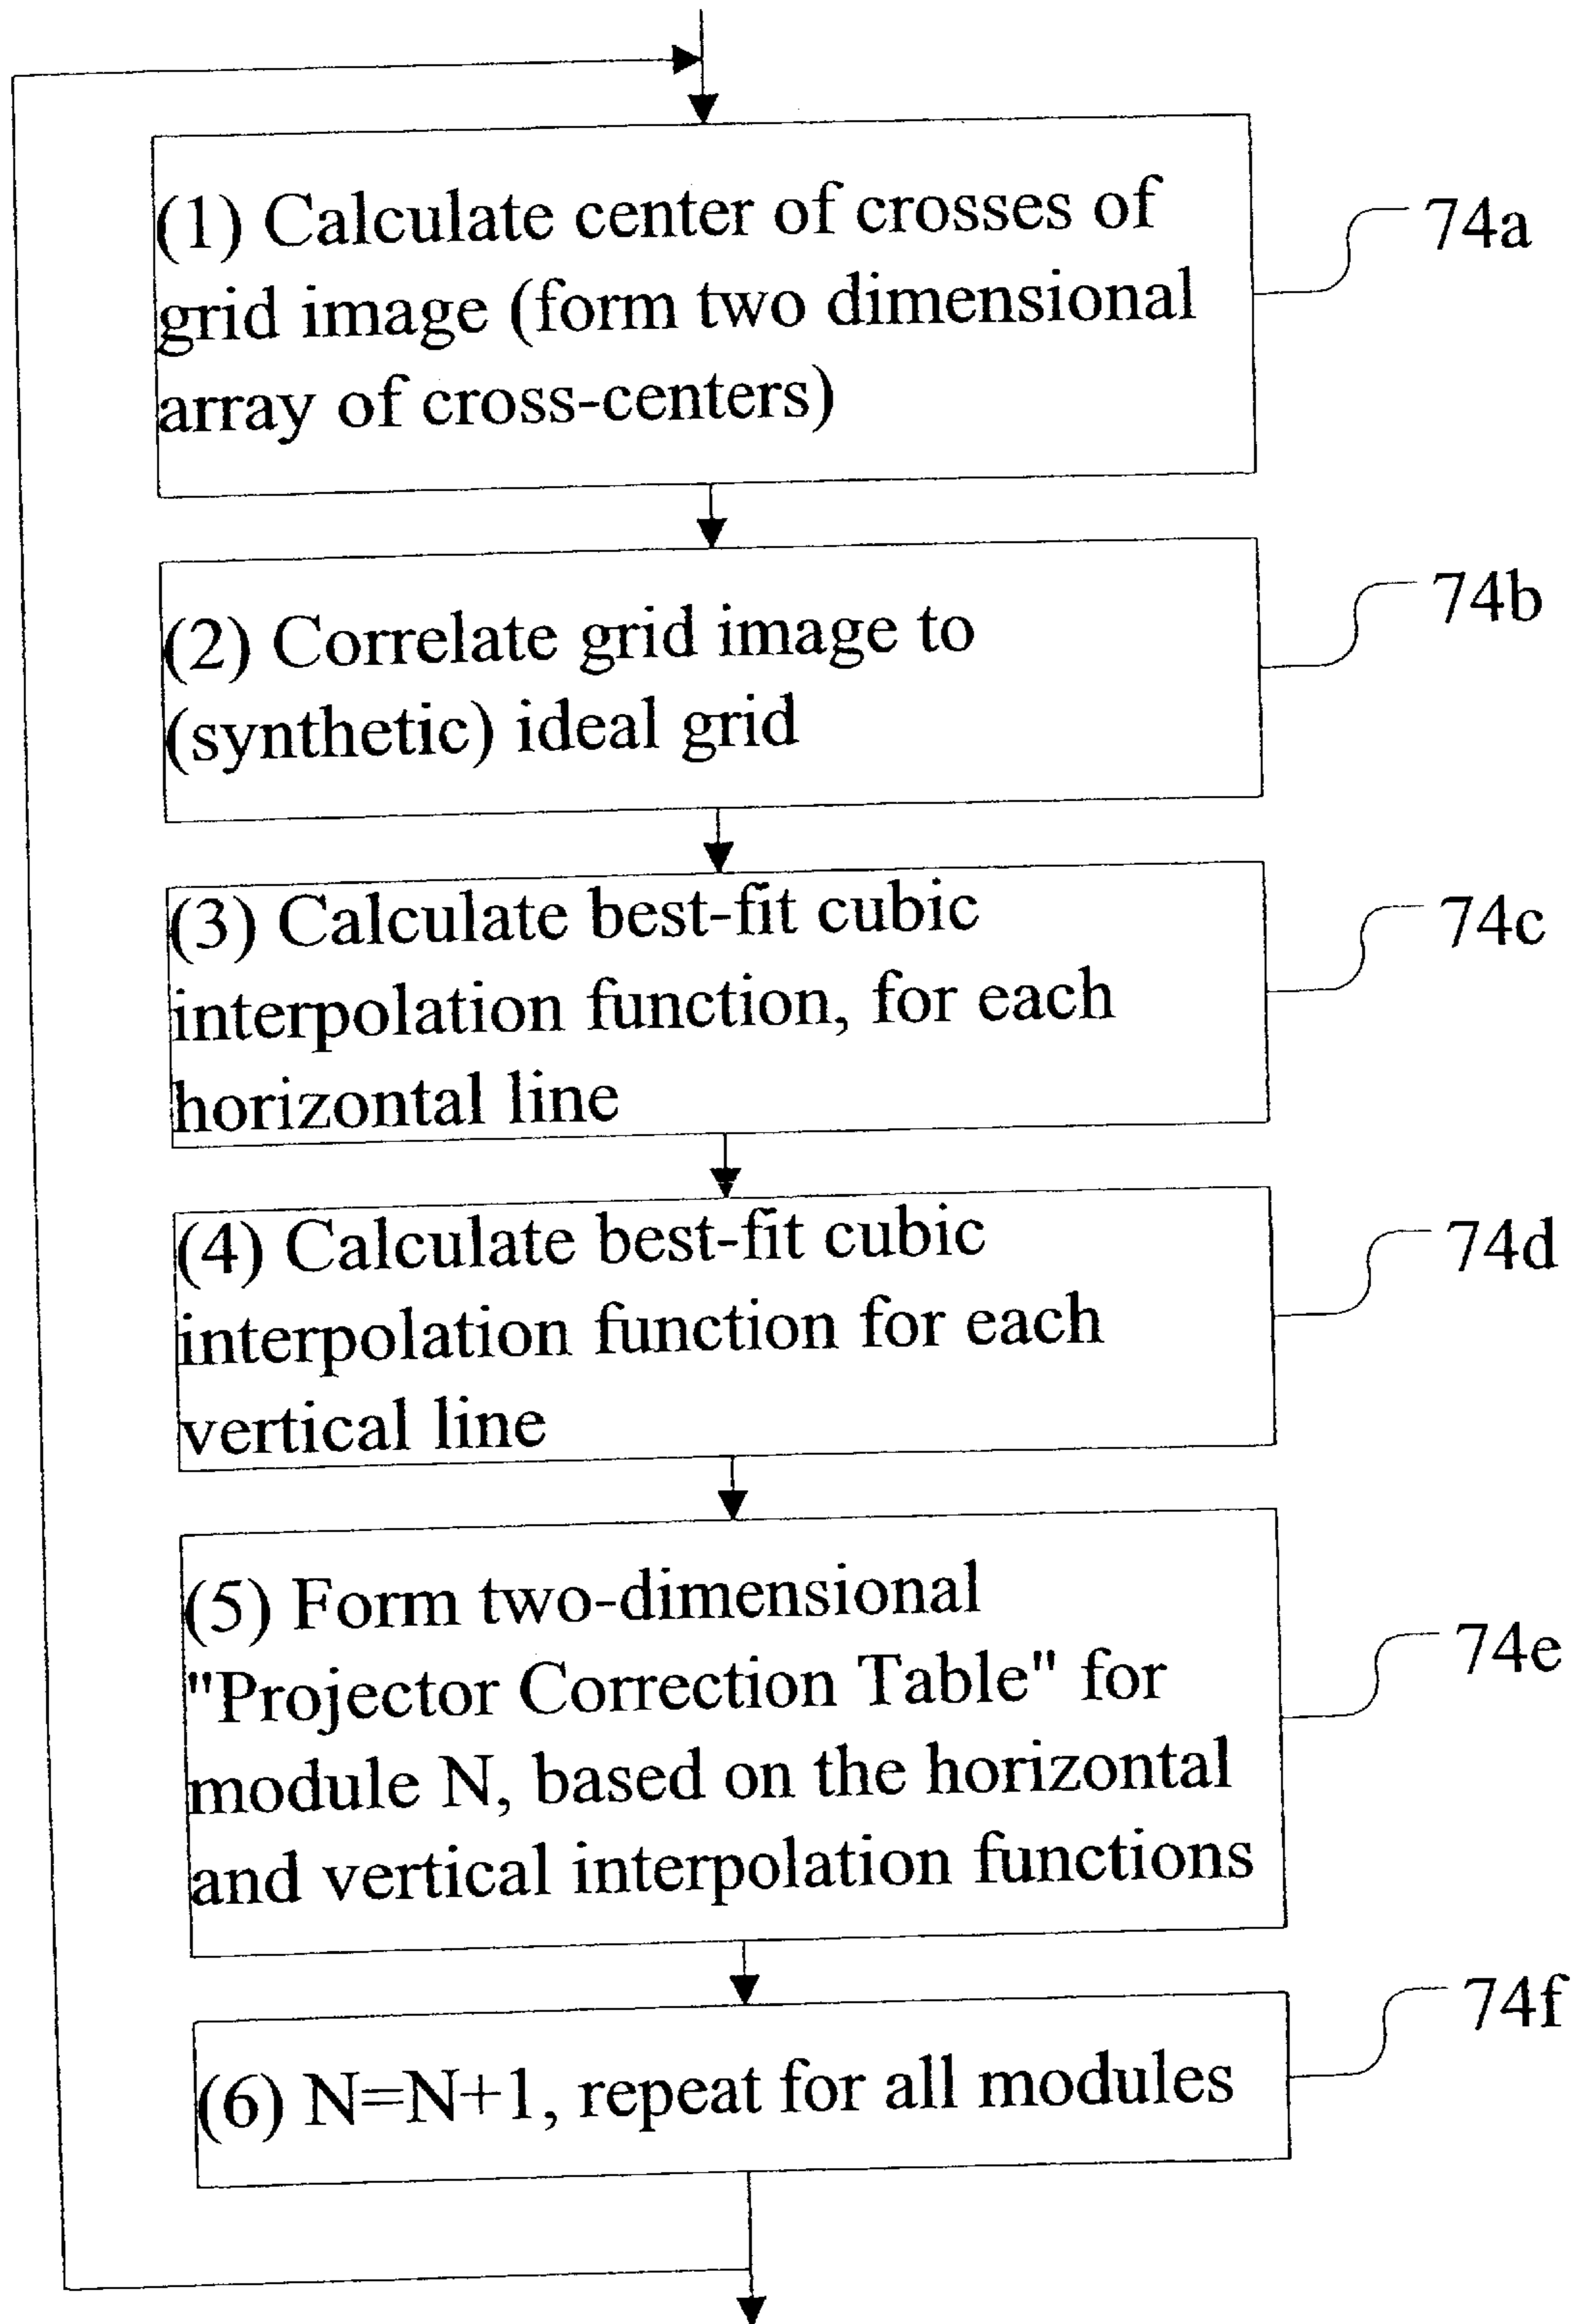 (1) Calculate center of crosses of
grid image (form two dimensional
array of cross-centers)
74a
(2) Correlate grid image to
(synthetic) ideal grid
74b
(3) Calculate best-fit cubic
interpolation function, for each
horizontal line
74c
(4) Calculate best-fit cubic
interpolation function for each
vertical line
74d
(5) Form two-dimensional
"Projector Correction Table" for
module N, based on the horizontal
and vertical interpolation functions
74e
(6) N=N+1, repeat for all modules
74f